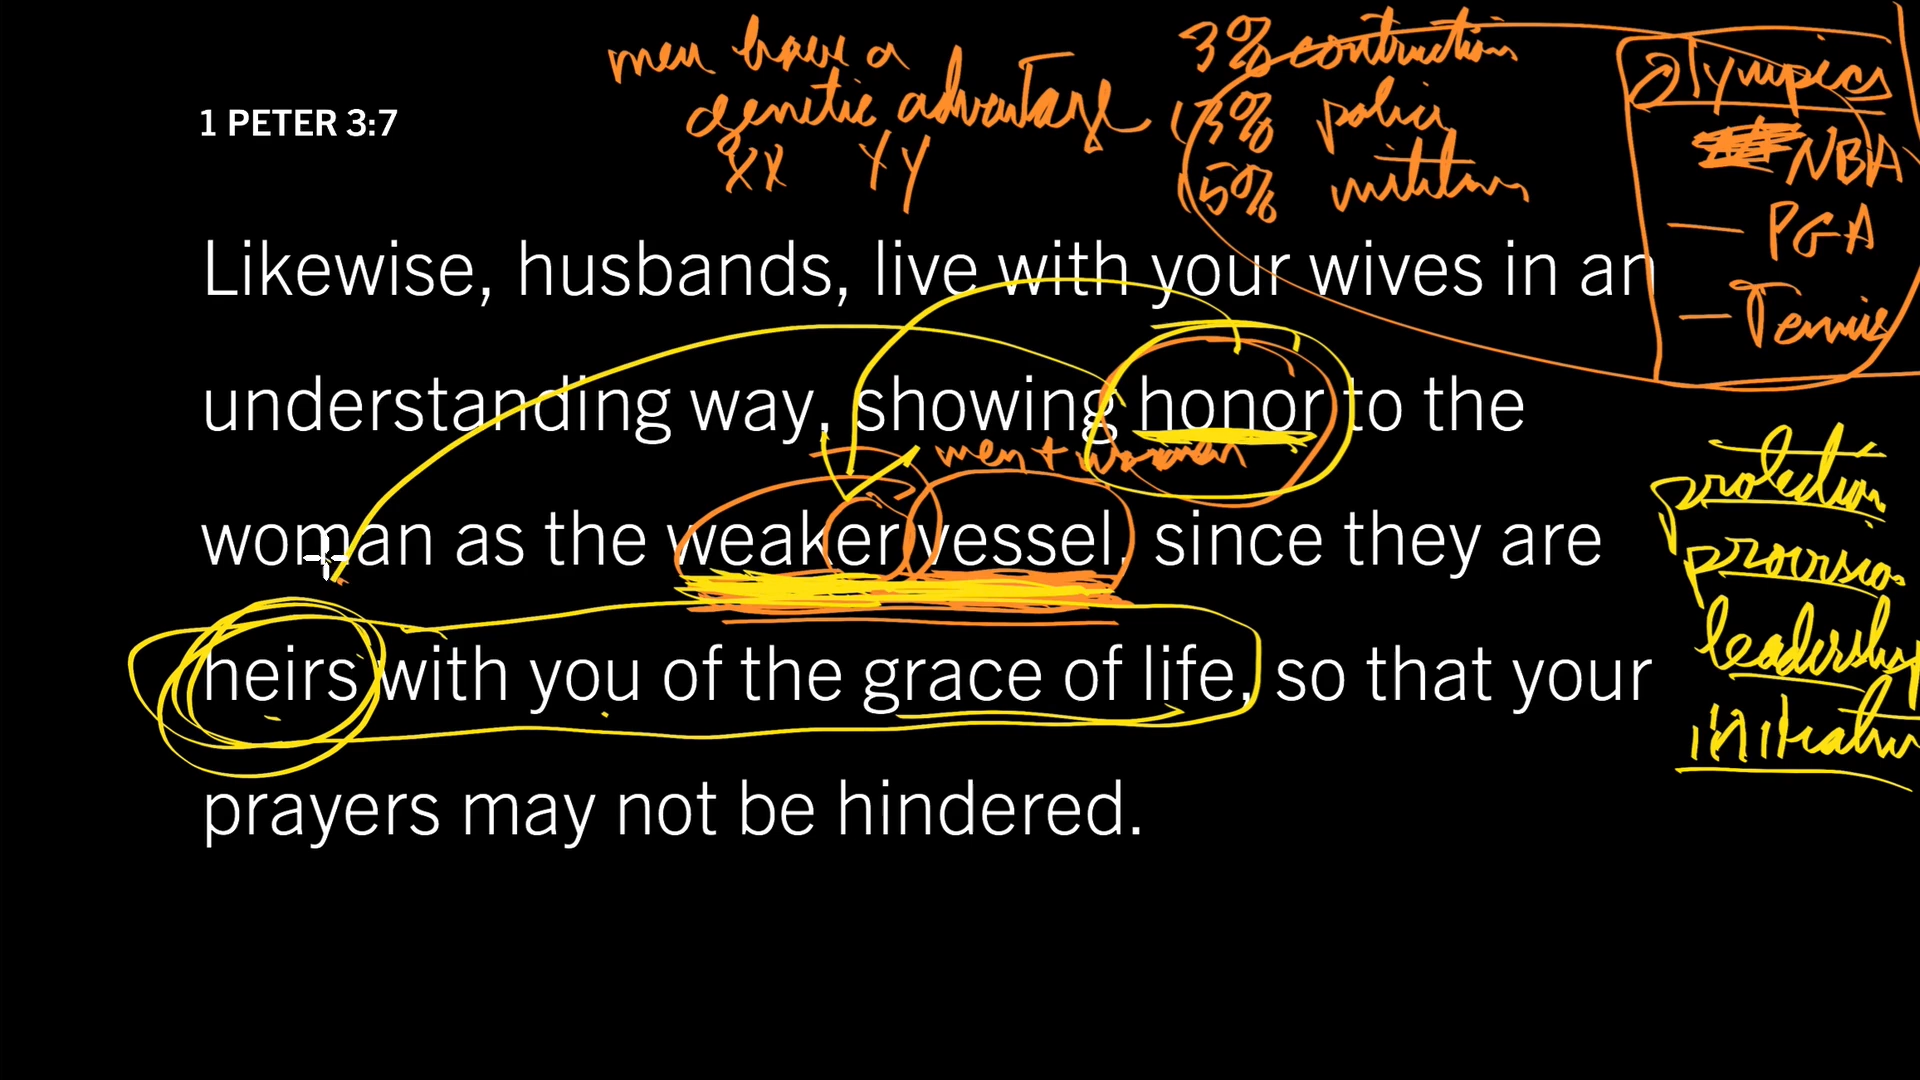 men have a
genetic advantage
XX YY
3% contruction
13% police
15% military
Olympics
NBA
— PGA
— Tennis
1 PETER 3:7
Likewise, husbands, live with your wives in an
understanding way, showing honor to the
men + women
woman as the weaker vessel, since they are
heirs with you of the grace of life, so that your
prayers may not be hindered.
protection
provision
leadership
initiative